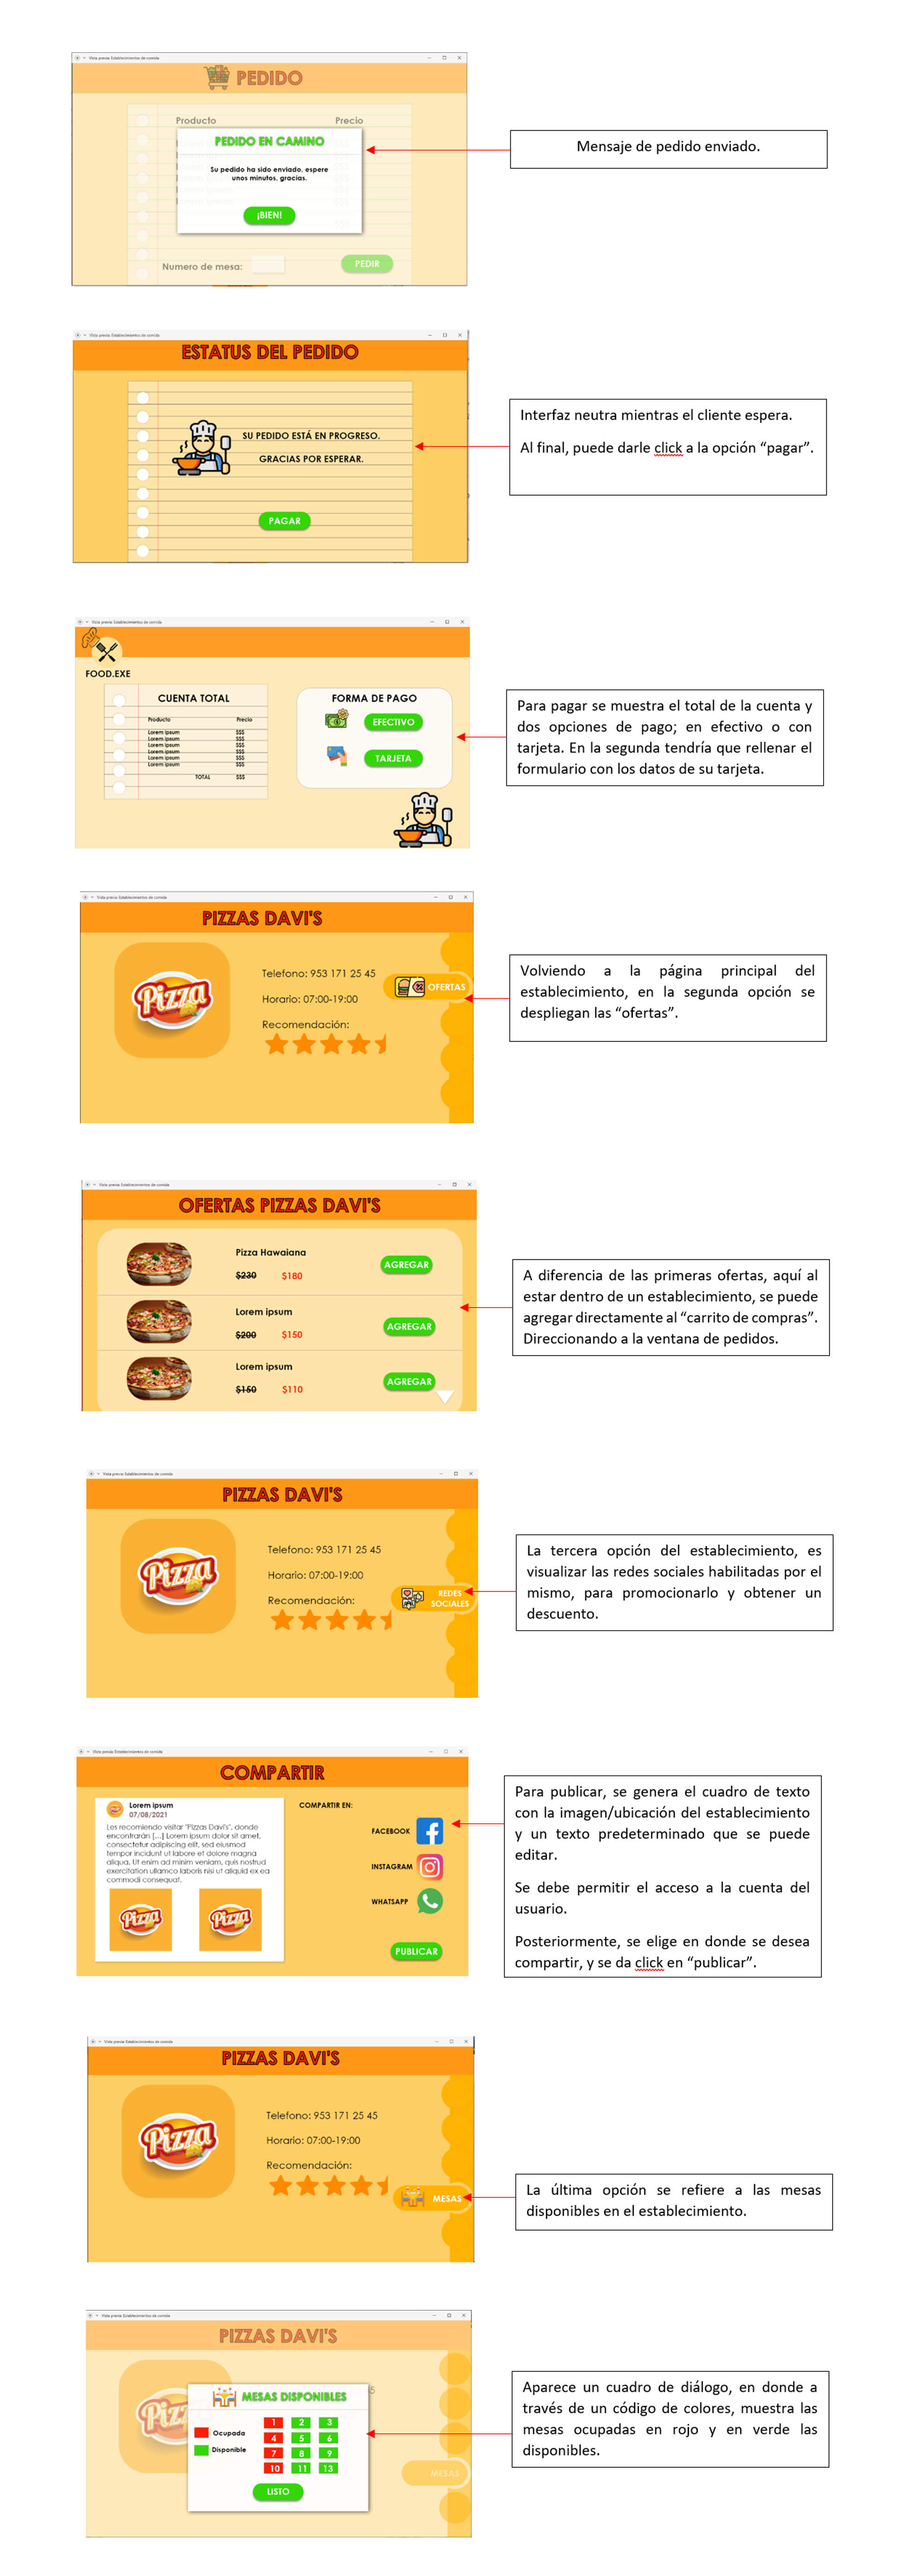 Vista previa Establecimientos de comida
PEDIDO
Producto Precio
PEDIDO EN CAMINO
Su pedido ha sido enviado, espere
unos minutos, gracias.
¡BIEN!
Numero de mesa:
PEDIR
Mensaje de pedido enviado.
Vista previa Establecimientos de comida
ESTATUS DEL PEDIDO
SU PEDIDO ESTÁ EN PROGRESO.
GRACIAS POR ESPERAR.
PAGAR
Interfaz neutra mientras el cliente espera.
Al final, puede darle click a la opción “pagar”.
Vista previa Establecimientos de comida
FOOD.EXE
CUENTA TOTAL
Producto Precio
Lorem ipsum $$$
Lorem ipsum $$$
Lorem ipsum $$$
Lorem ipsum $$$
Lorem ipsum $$$
Lorem ipsum $$$
TOTAL $$$
FORMA DE PAGO
EFECTIVO
TARJETA
Para pagar se muestra el total de la cuenta y
dos opciones de pago; en efectivo o con
tarjeta. En la segunda tendría que rellenar el
formulario con los datos de su tarjeta.
Vista previa Establecimientos de comida
PIZZAS DAVI'S
Pizza
Telefono: 953 171 25 45
Horario: 07:00-19:00
Recomendación:
OFERTAS
Volviendo a la página principal del
establecimiento, en la segunda opción se
despliegan las “ofertas”.
Vista previa Establecimientos de comida
OFERTAS PIZZAS DAVI'S
Pizza Hawaiana
$230 $180
AGREGAR
Lorem ipsum
$200 $150
AGREGAR
Lorem ipsum
$150 $110
AGREGAR
A diferencia de las primeras ofertas, aquí al
estar dentro de un establecimiento, se puede
agregar directamente al “carrito de compras”.
Direccionando a la ventana de pedidos.
Vista previa Establecimientos de comida
PIZZAS DAVI'S
Pizza
Telefono: 953 171 25 45
Horario: 07:00-19:00
Recomendación:
REDES
SOCIALES
La tercera opción del establecimiento, es
visualizar las redes sociales habilitadas por el
mismo, para promocionarlo y obtener un
descuento.
Vista previa Establecimientos de comida
COMPARTIR
Lorem ipsum
07/08/2021
Les recomiendo visitar "Pizzas Davi's", donde
encontrarán [...] Lorem ipsum dolor sit amet,
consectetur adipiscing elit, sed eiusmod
tempor incidunt ut labore et dolore magna
aliqua. Ut enim ad minim veniam, quis nostrud
exercitation ullamco laboris nisi ut aliquid ex ea
commodi consequat.
Pizza Pizza
COMPARTIR EN:
FACEBOOK
INSTAGRAM
WHATSAPP
PUBLICAR
Para publicar, se genera el cuadro de texto
con la imagen/ubicación del establecimiento
y un texto predeterminado que se puede
editar.
Se debe permitir el acceso a la cuenta del
usuario.
Posteriormente, se elige en donde se desea
compartir, y se da click en “publicar”.
Vista previa Establecimientos de comida
PIZZAS DAVI'S
Pizza
Telefono: 953 171 25 45
Horario: 07:00-19:00
Recomendación:
MESAS
La última opción se refiere a las mesas
disponibles en el establecimiento.
Vista previa Establecimientos de comida
PIZZAS DAVI'S
MESAS DISPONIBLES
Ocupada
Disponible
1 2 3
4 5 6
7 8 9
10 11 13
LISTO
MESAS
Aparece un cuadro de diálogo, en donde a
través de un código de colores, muestra las
mesas ocupadas en rojo y en verde las
disponibles.